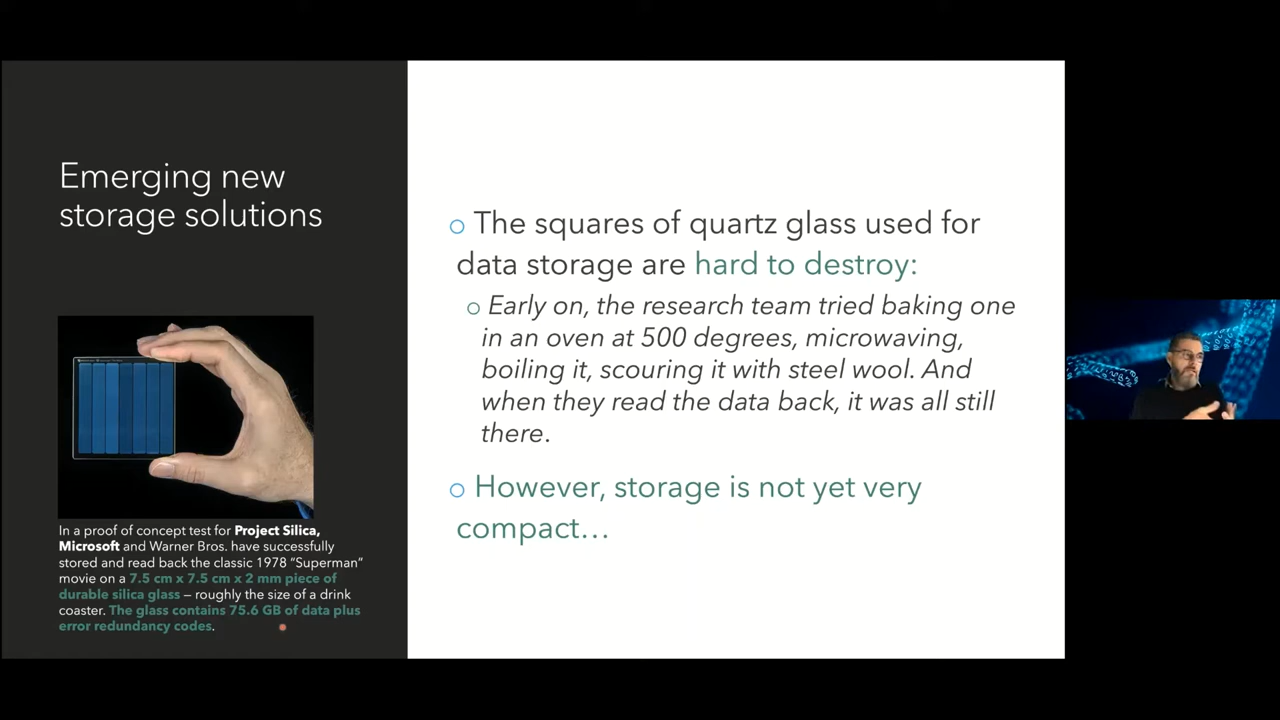 Emerging new
storage solutions
In a proof of concept test for Project Silica,
Microsoft and Warner Bros. have successfully
stored and read back the classic 1978 “Superman”
movie on a 7.5 cm x 7.5 cm x 2 mm piece of
durable silica glass – roughly the size of a drink
coaster. The glass contains 75.6 GB of data plus
error redundancy codes.
The squares of quartz glass used for
data storage are hard to destroy:
Early on, the research team tried baking one
in an oven at 500 degrees, microwaving,
boiling it, scouring it with steel wool. And
when they read the data back, it was all still
there.
However, storage is not yet very
compact…